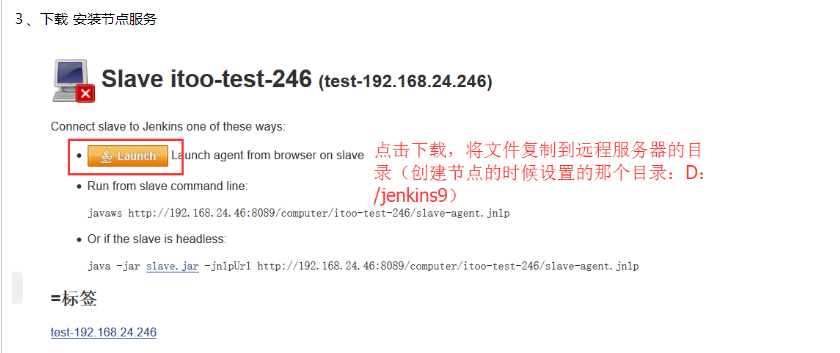 3、下载 安装节点服务
Slave itoo-test-246 (test-192.168.24.246)
Connect slave to Jenkins one of these ways:
Launch Launch agent from browser on slave
点击下载，将文件复制到远程服务器的目
录（创建节点的时候设置的那个目录：D：
/jenkins9）
Run from slave command line:
javaws http://192.168.24.46:8089/computer/itoo-test-246/slave-agent.jnlp
Or if the slave is headless:
java -jar slave.jar -jnlpUrl http://192.168.24.46:8089/computer/itoo-test-246/slave-agent.jnlp
=标签
test-192.168.24.246